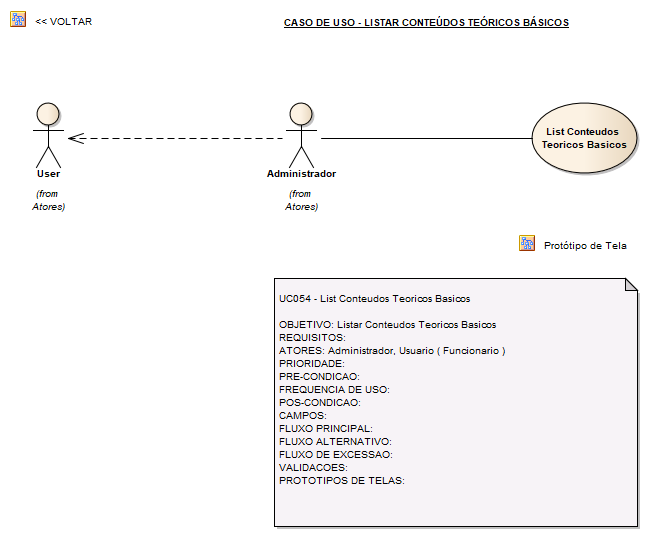 << VOLTAR
CASO DE USO - LISTAR CONTEÚDOS TEÓRICOS BÁSICOS
User
(from
Atores)
Administrador
(from
Atores)
List Conteudos
Teoricos Basicos
Protótipo de Tela
UC054 - List Conteudos Teoricos Basicos
OBJETIVO: Listar Conteudos Teoricos Basicos
REQUISITOS:
ATORES: Administrador, Usuario ( Funcionario )
PRIORIDADE:
PRE-CONDICAO:
FREQUENCIA DE USO:
POS-CONDICAO:
CAMPOS:
FLUXO PRINCIPAL:
FLUXO ALTERNATIVO:
FLUXO DE EXCESSAO:
VALIDACOES:
PROTOTIPOS DE TELAS: